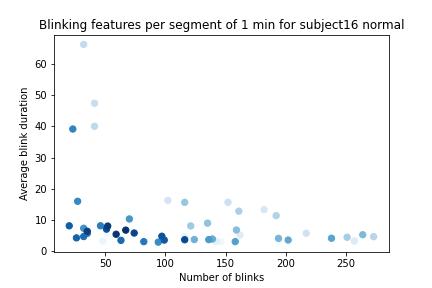 Blinking features per segment of 1 min for subject16 normal
60
50
40
30
20
10
0
Average blink duration
50 100 150 200 250
Number of blinks